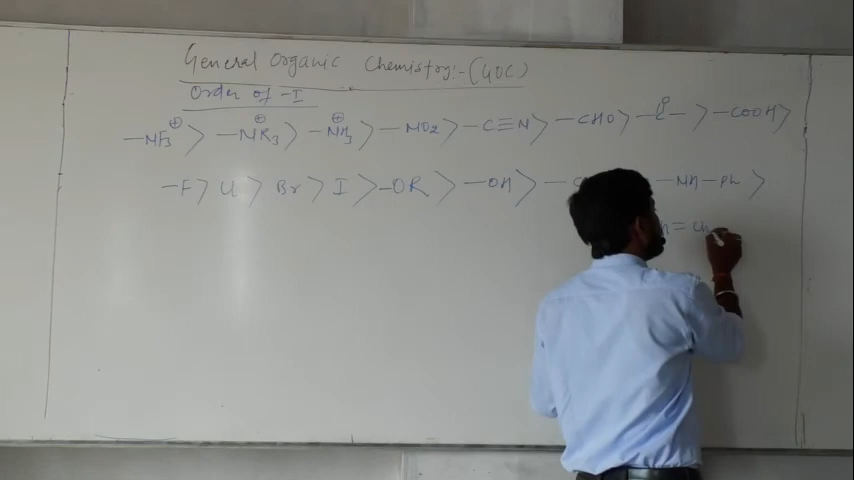 General Organic Chemistry:-(GOC)
Order of -I
-NF₃⊕ > -NR₃⊕ > -NH₃⊕ > -NO₂ > -C≡N > -CHO > -C(=O)- > -COOH >
-F > Cl > Br > I > -OR > -OH > - -NH-Ph >
=CH